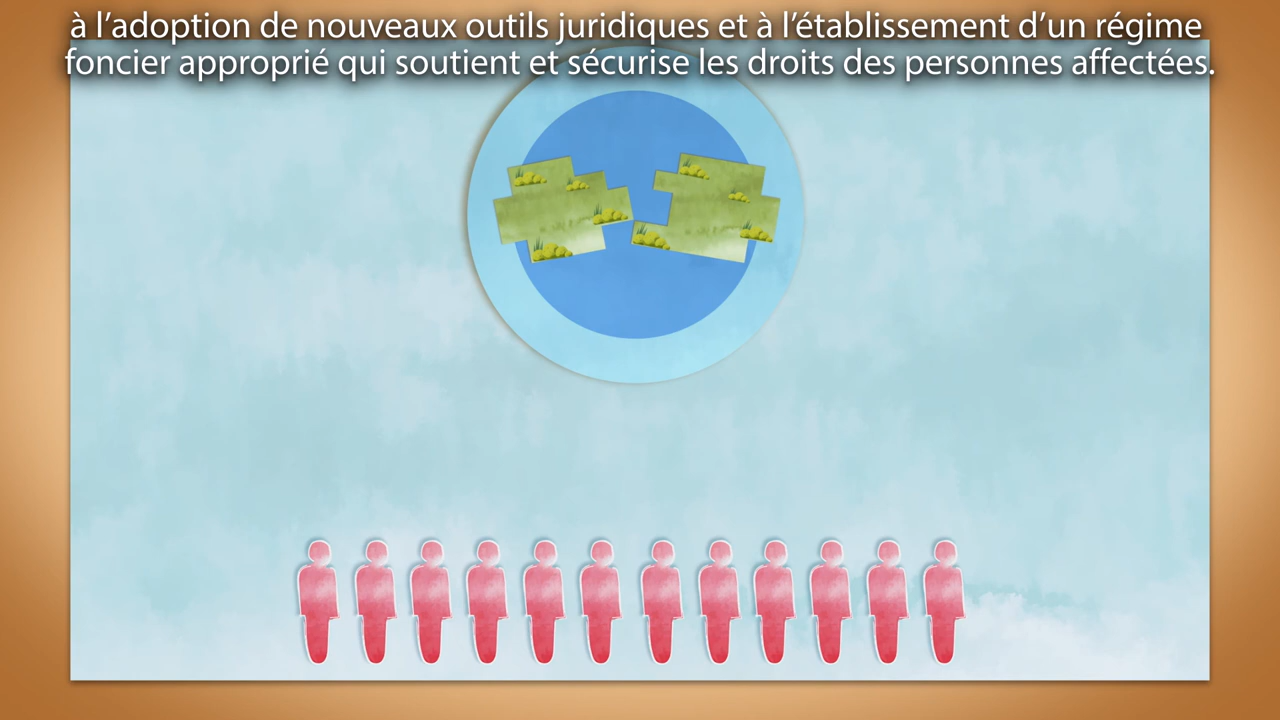 à l’adoption de nouveaux outils juridiques et à l’établissement d’un régime
foncier approprié qui soutient et sécurise les droits des personnes affectées.